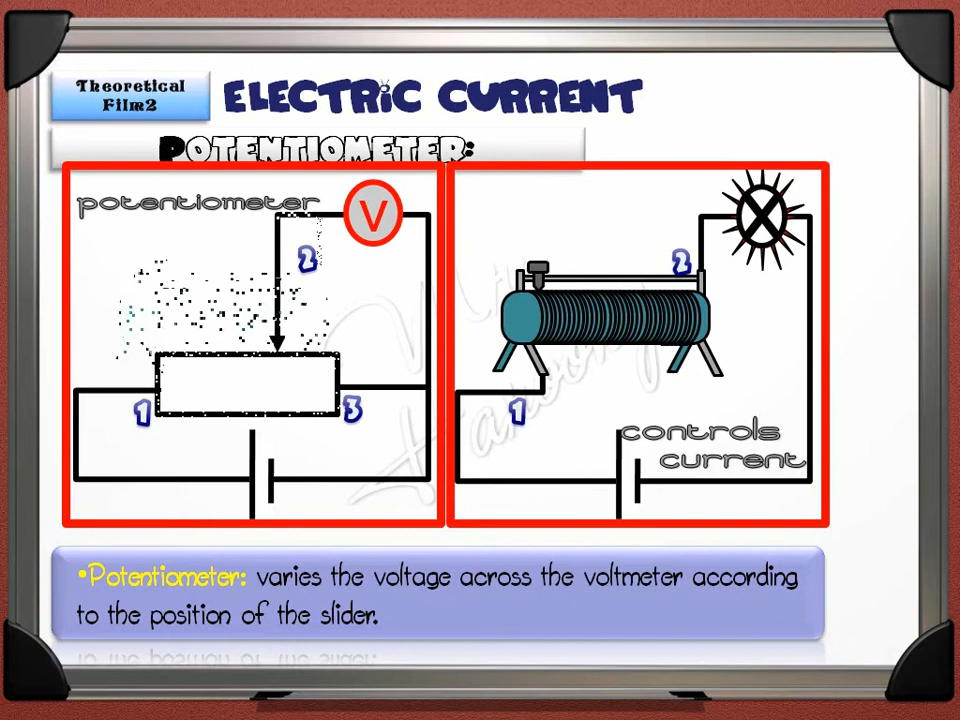 Theoretical
Film2
ELECTRIC CURRENT
POTENTIOMETER:
potentiometer
V
2
1
3
2
1
controls
current
•Potentiometer: varies the voltage across the voltmeter according
to the position of the slider.